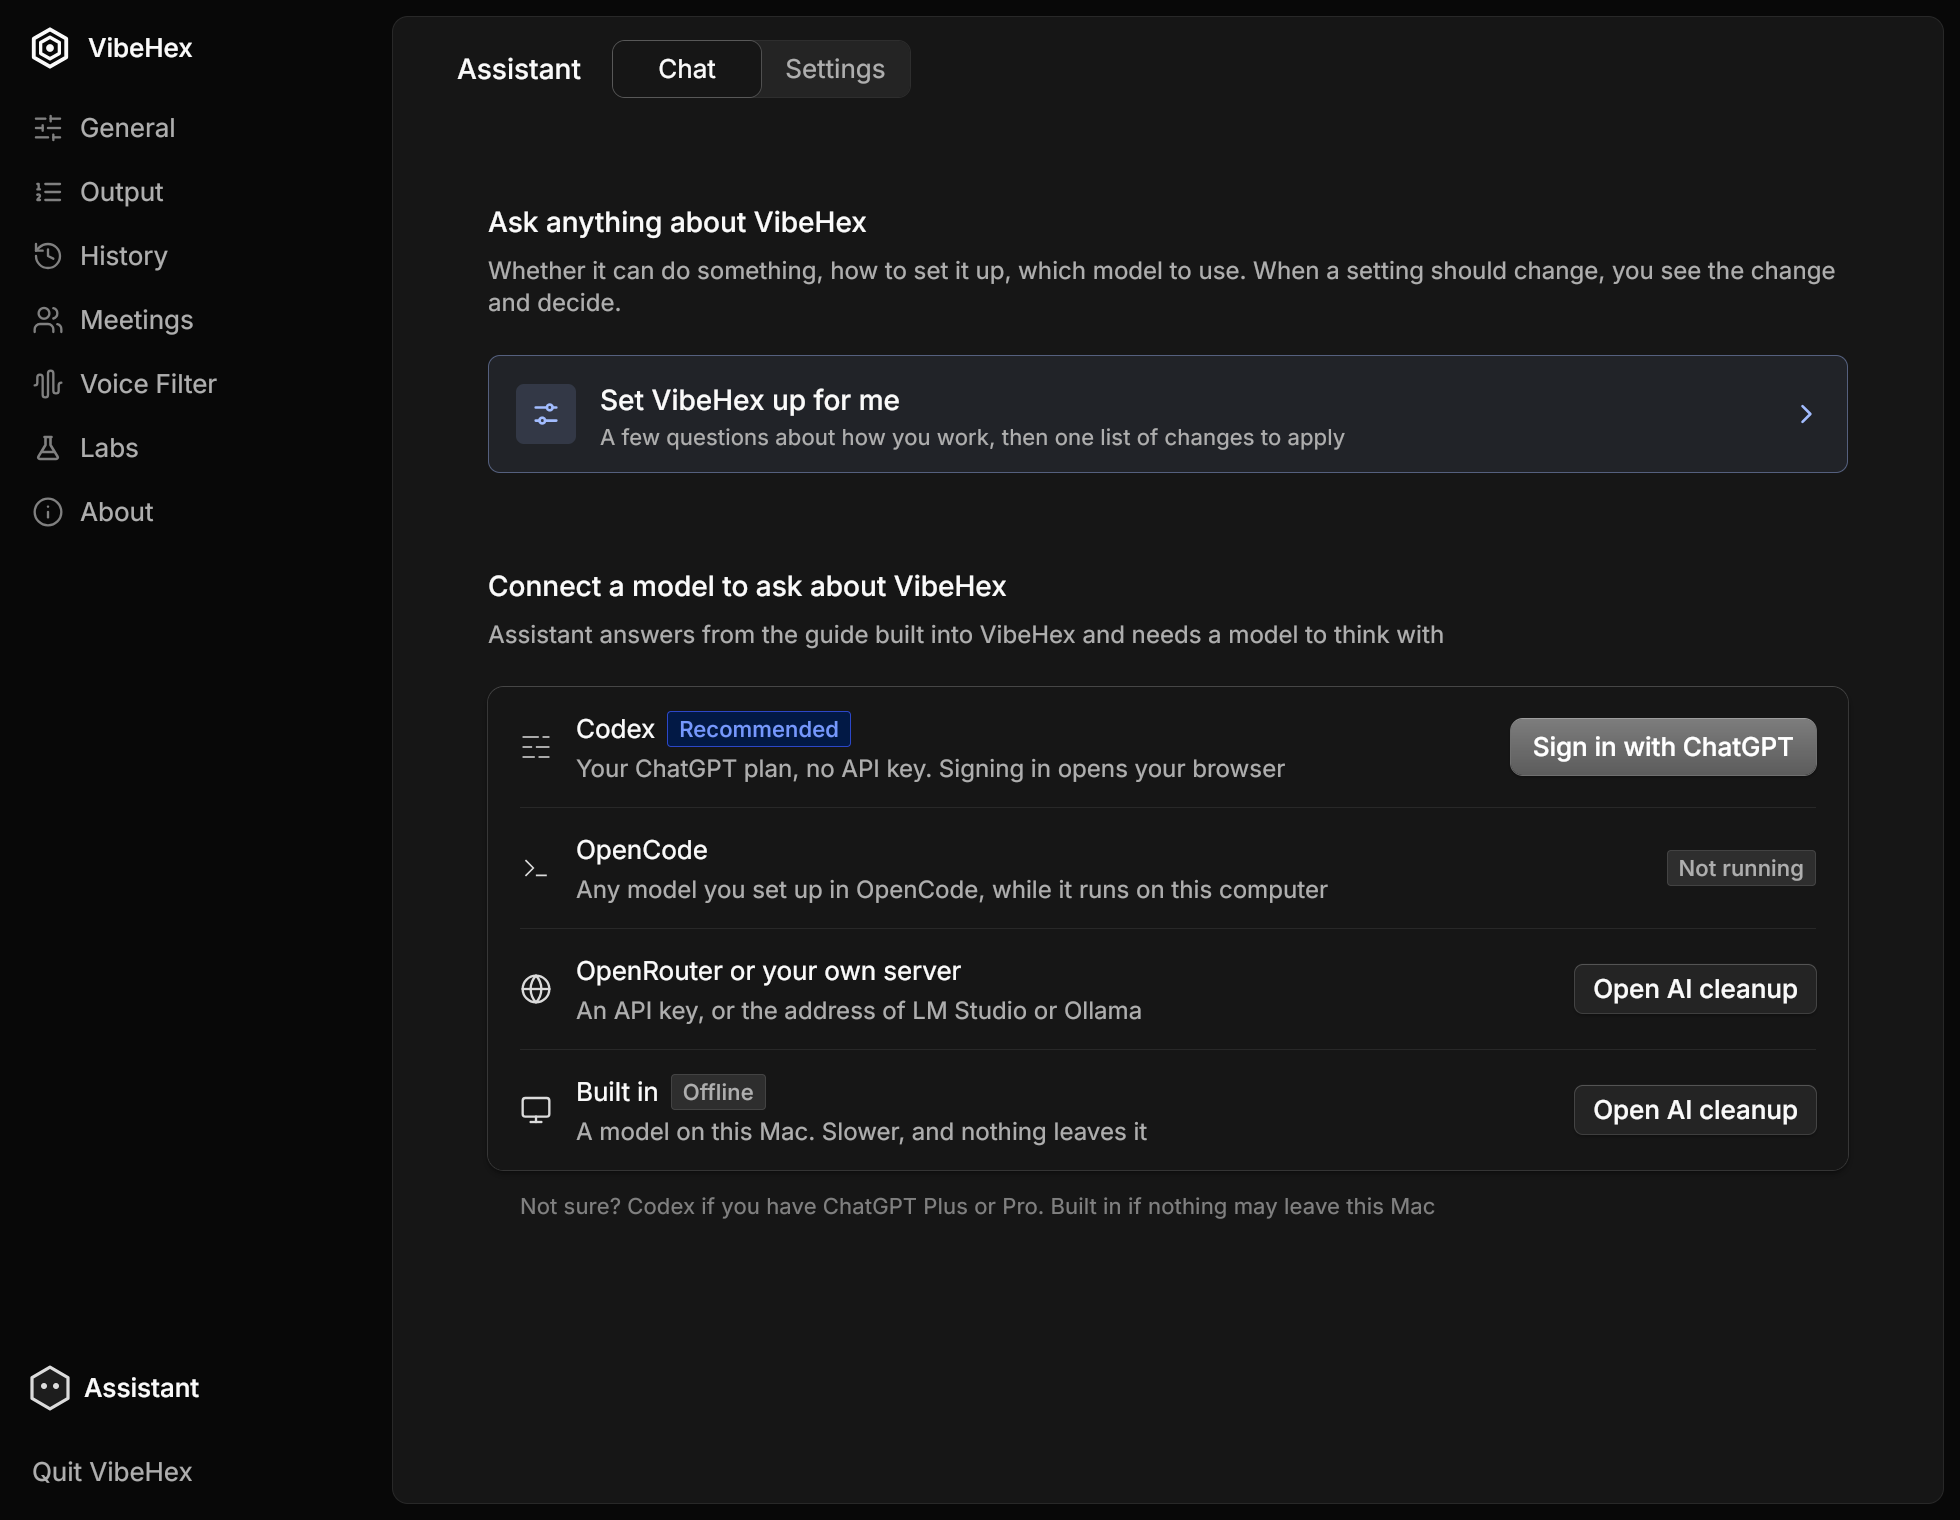 VibeHex
General
Output
History
Meetings
Voice Filter
Labs
About
Assistant
Quit VibeHex
Assistant
Chat
Settings
Ask anything about VibeHex
Whether it can do something, how to set it up, which model to use. When a setting should change, you see the change
and decide.
Set VibeHex up for me
A few questions about how you work, then one list of changes to apply
Connect a model to ask about VibeHex
Assistant answers from the guide built into VibeHex and needs a model to think with
Codex Recommended
Your ChatGPT plan, no API key. Signing in opens your browser
Sign in with ChatGPT
OpenCode
Any model you set up in OpenCode, while it runs on this computer
Not running
OpenRouter or your own server
An API key, or the address of LM Studio or Ollama
Open AI cleanup
Built in Offline
A model on this Mac. Slower, and nothing leaves it
Open AI cleanup
Not sure? Codex if you have ChatGPT Plus or Pro. Built in if nothing may leave this Mac